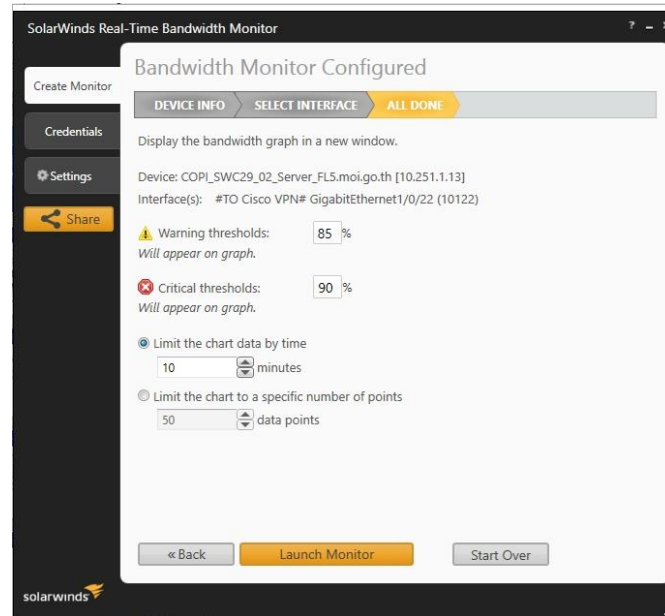 SolarWinds Real-Time Bandwidth Monitor
?
Create Monitor
Credentials
Settings
Share
Bandwidth Monitor Configured
DEVICE INFO
SELECT INTERFACE
ALL DONE
Display the bandwidth graph in a new window.
Device: COPI_SWC29_02_Server_FL5.moi.go.th [10.251.1.13]
Interface(s): #TO Cisco VPN# GigabitEthernet1/0/22 (10122)
Warning thresholds: 85 %
Will appear on graph.
Critical thresholds: 90 %
Will appear on graph.
Limit the chart data by time
10 minutes
Limit the chart to a specific number of points
50 data points
« Back
Launch Monitor
Start Over
solarwinds